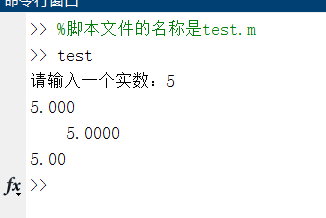 命令行窗口
>> %脚本文件的名称是test.m
>> test
请输入一个实数：5
5.000
    5.0000
5.00
fx >>